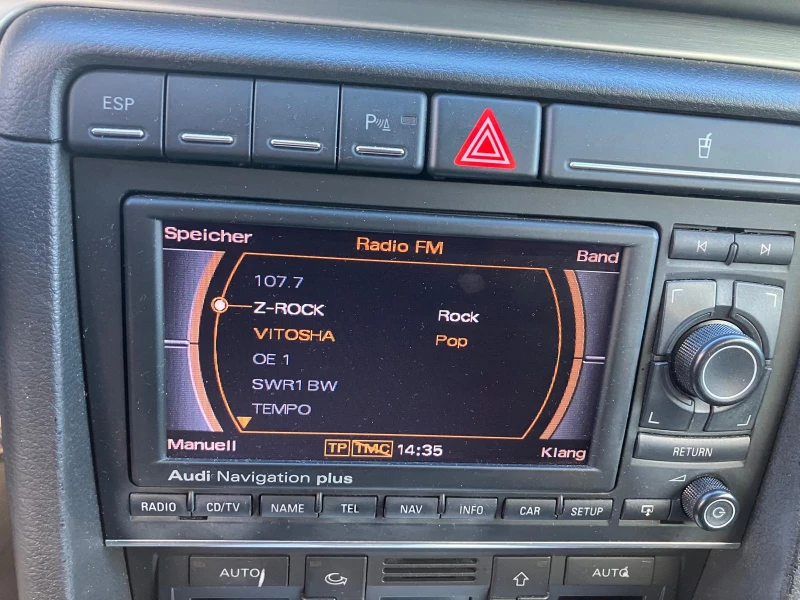 ESP
P
Speicher Radio FM Band
107.7
Z-ROCK Rock
VITOSHA Pop
OE 1
SWR1 BW
TEMPO
Manuell TP TMC 14:35 Klang
Audi Navigation plus
RETURN
RADIO CD/TV NAME TEL NAV INFO CAR SETUP
AUTO AUTO